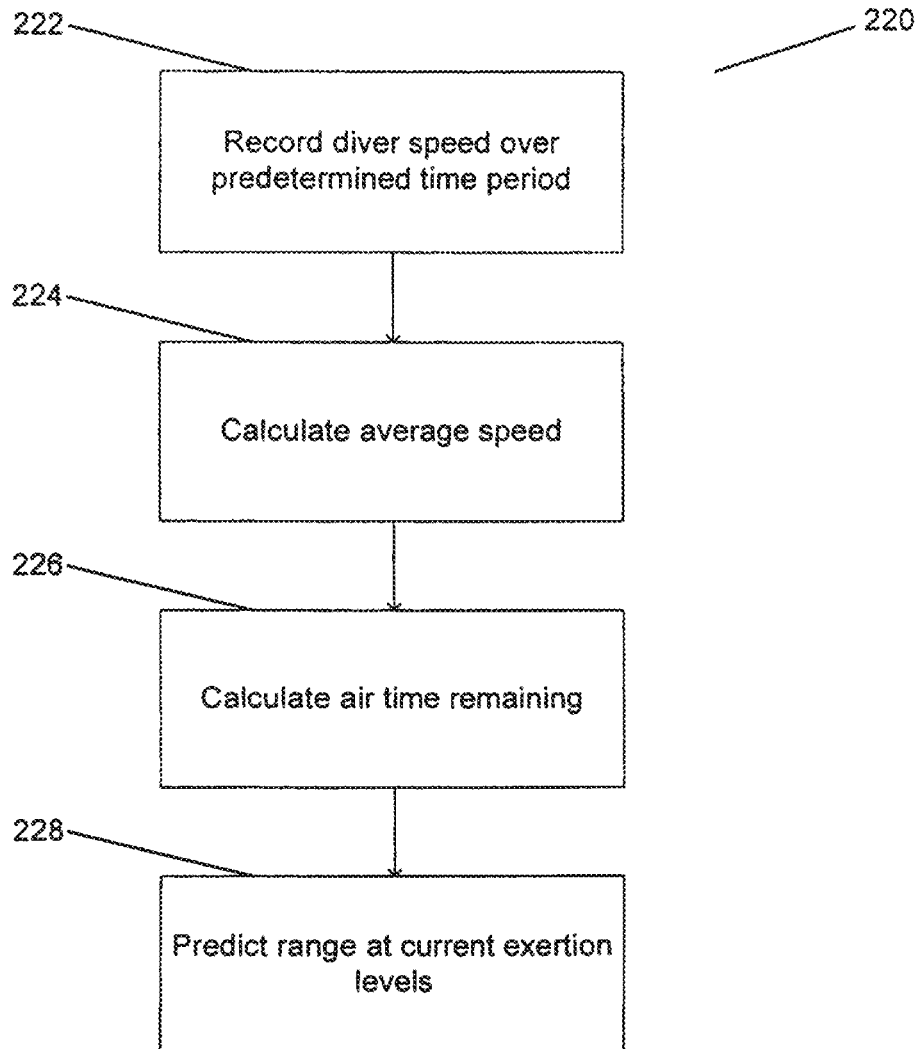 222
220
Record diver speed over
predetermined time period
224
Calculate average speed
226
Calculate air time remaining
228
Predict range at current exertion
levels